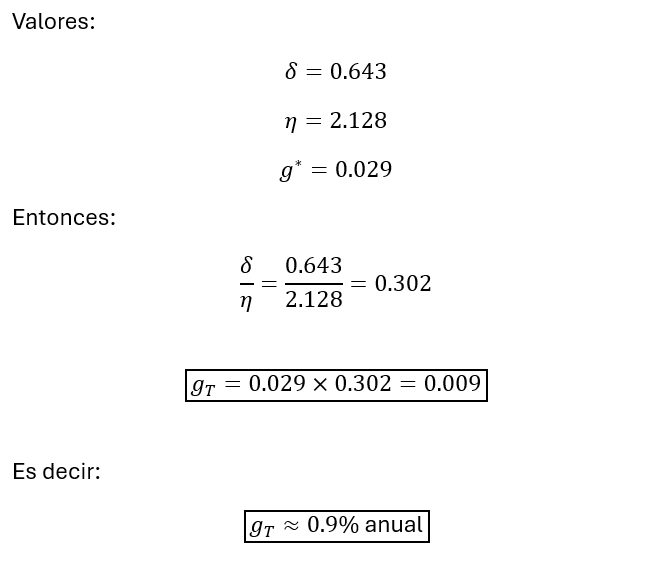 Valores:
δ = 0.643
η = 2.128
g* = 0.029
Entonces:
δ/η = 0.643/2.128 = 0.302
g_T = 0.029 × 0.302 = 0.009
Es decir:
g_T ≈ 0.9% anual